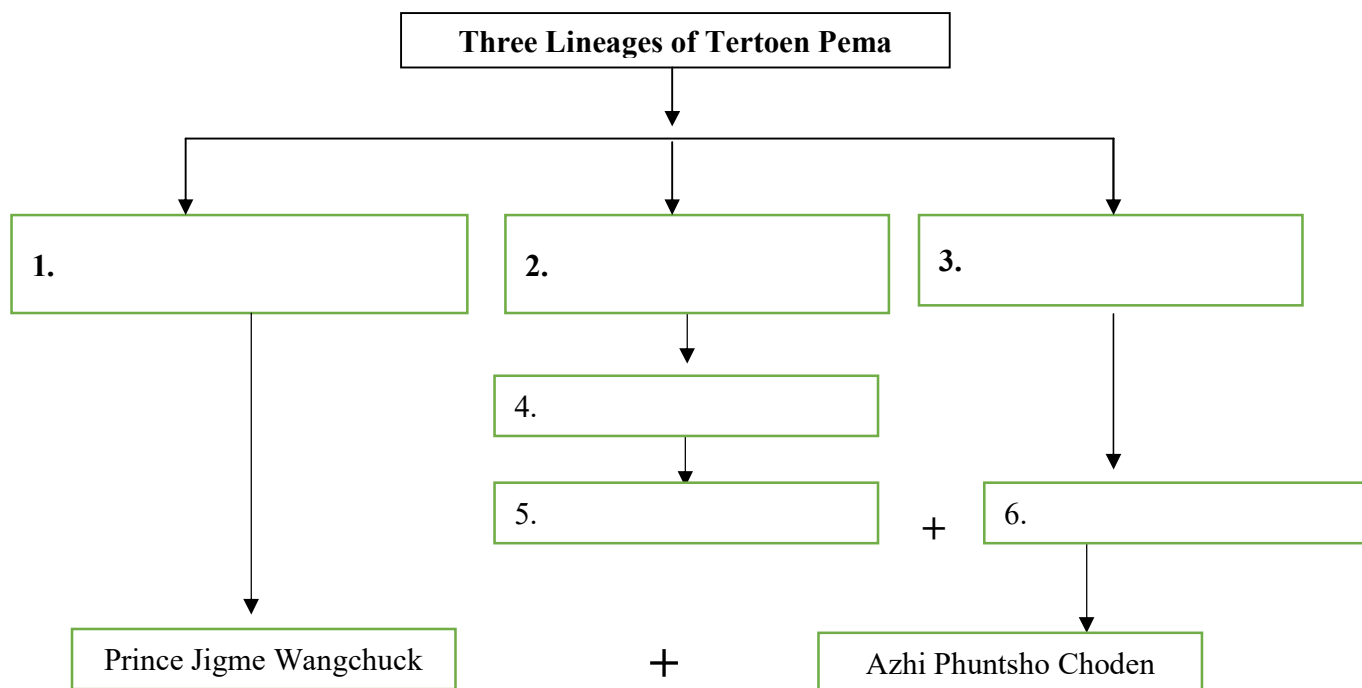 Three Lineages of Tertoen Pema
1.
2.
3.
4.
5.
+
6.
Prince Jigme Wangchuck
+
Azhi Phuntsho Choden